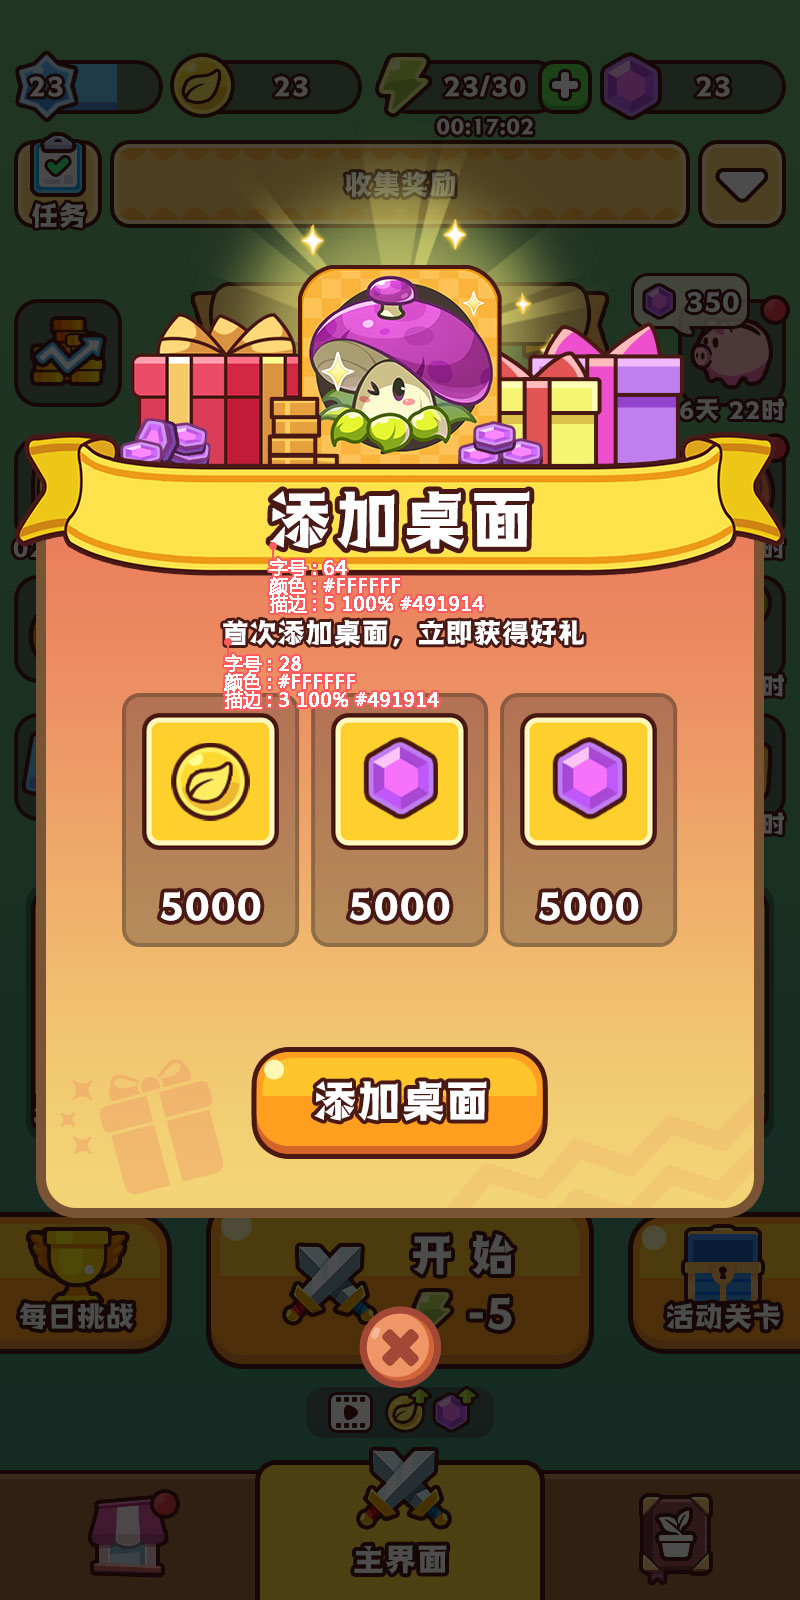 23
23
23/30
23
00:17:02
任务
收集奖励
350
6天 22时
添加桌面
字号：64
颜色：#FFFFFF
描边：5 100% #491914
首次添加桌面，立即获得好礼
字号：28
颜色：#FFFFFF
描边：3 100% #491914
时
时
时
5000
5000
5000
添加桌面
每日挑战
开始
-5
活动关卡
主界面